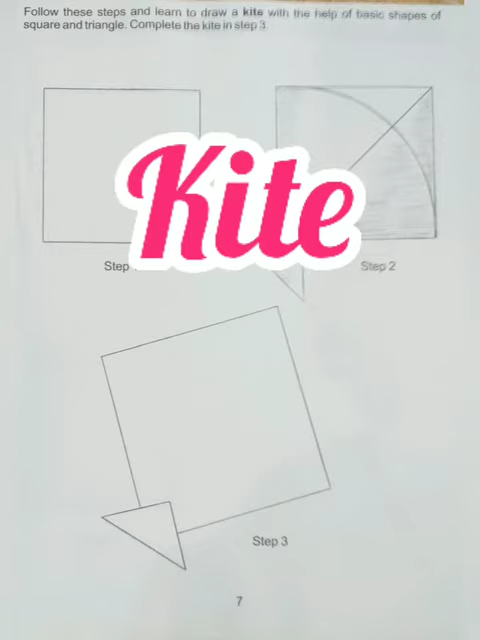 Follow these steps and learn to draw a kite with the help of basic shapes of
square and triangle. Complete the kite in step 3.
Kite
Step
Step 2
Step 3
7